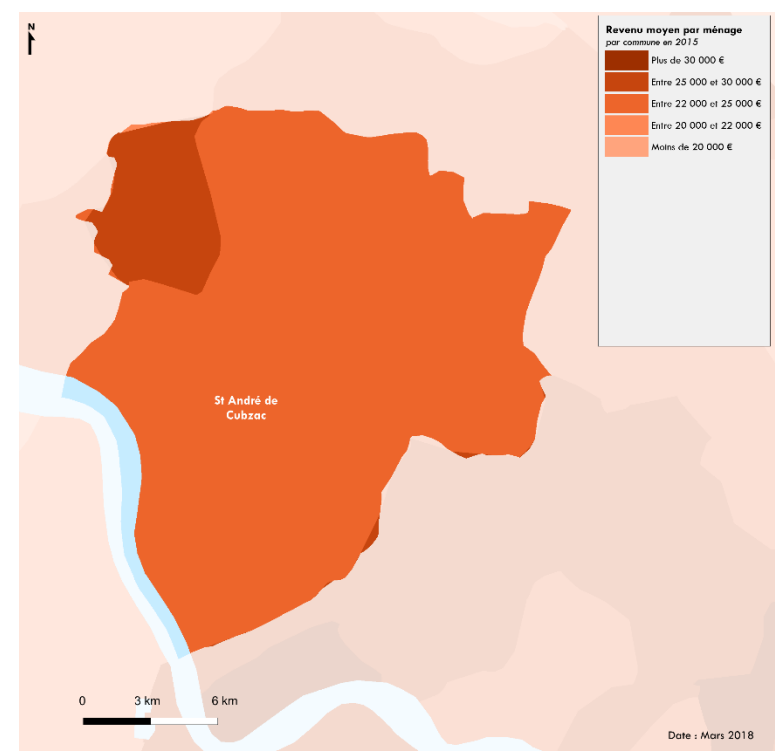 N
Revenu moyen par ménage
par commune en 2015
Plus de 30 000 €
Entre 25 000 et 30 000 €
Entre 22 000 et 25 000 €
Entre 20 000 et 22 000 €
Moins de 20 000 €
St André de
Cubzac
0 3 km 6 km
Date : Mars 2018